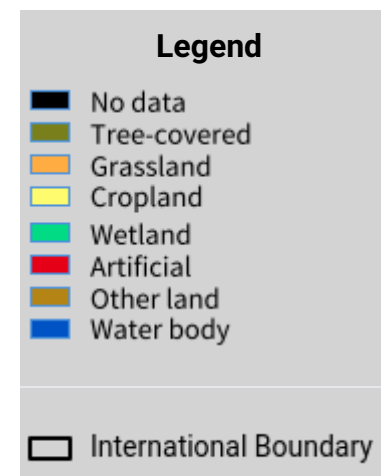 Legend
No data
Tree-covered
Grassland
Cropland
Wetland
Artificial
Other land
Water body
International Boundary